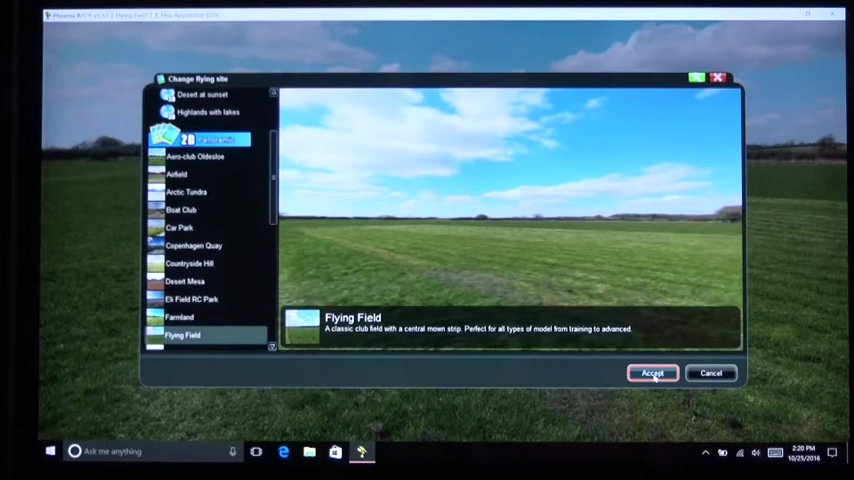 Change flying site
Desert at sunset
Highlands with lakes
2D Panoramic
Aero-club Oldesloe
Airfield
Arctic Tundra
Boat Club
Car Park
Copenhagen Quay
Countryside Hill
Desert Mesa
Eli Field RC Park
Farmland
Flying Field
Flying Field
A classic club field with a central mown strip. Perfect for all types of model from training to advanced.
Accept
Cancel
Ask me anything
2:20 PM
10/25/2016